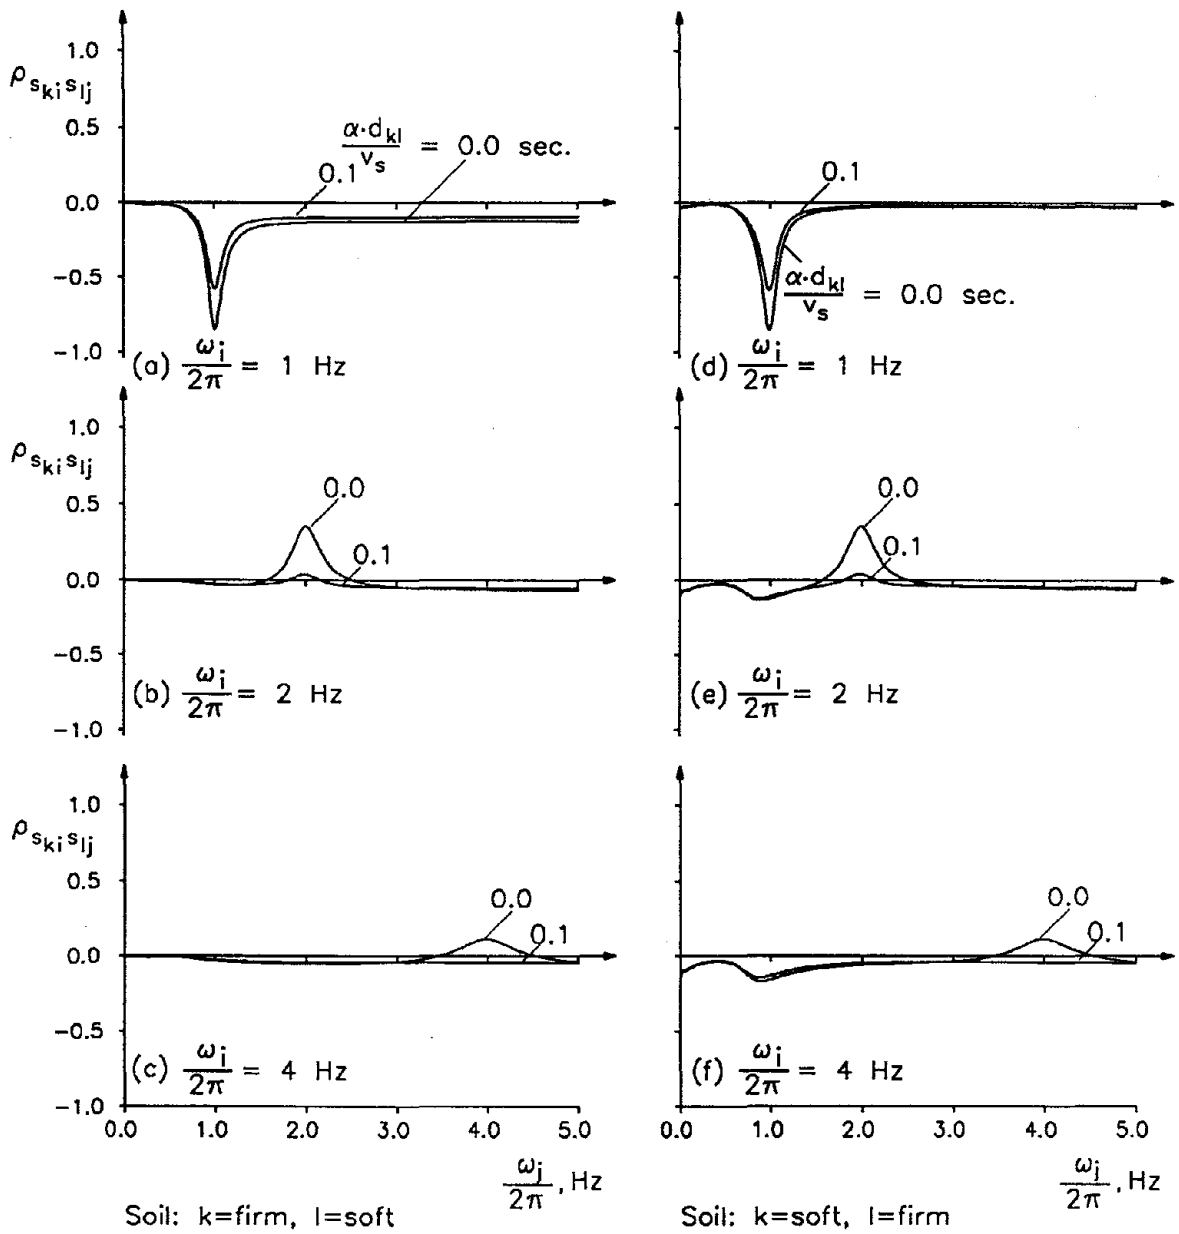 1.0
ρ_{s_{ki}s_{lj}}
0.5
0.0
-0.5
-1.0
α·d_{kl}/v_s = 0.0 sec.
0.1
(a) ω_i/2π = 1 Hz
0.1
α·d_{kl}/v_s = 0.0 sec.
(d) ω_i/2π = 1 Hz
1.0
ρ_{s_{ki}s_{lj}}
0.5
0.0
-0.5
-1.0
0.0
0.1
(b) ω_i/2π = 2 Hz
0.0
0.1
(e) ω_i/2π = 2 Hz
1.0
ρ_{s_{ki}s_{lj}}
0.5
0.0
-0.5
-1.0
0.0
0.1
(c) ω_i/2π = 4 Hz
0.0
0.1
(f) ω_i/2π = 4 Hz
0.0 1.0 2.0 3.0 4.0 5.0
0.0 1.0 2.0 3.0 4.0 5.0
ω_j/2π, Hz
ω_j/2π, Hz
Soil: k=firm, l=soft
Soil: k=soft, l=firm